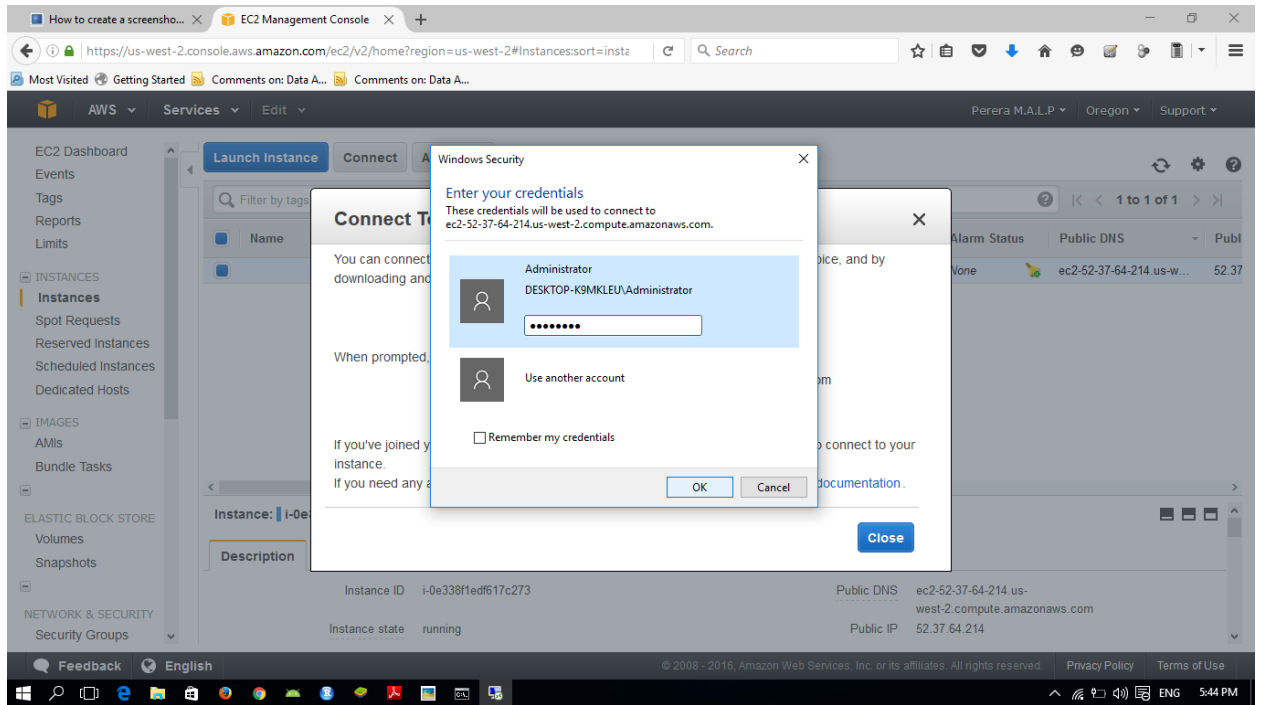 How to create a screensho...
EC2 Management Console
https://us-west-2.console.aws.amazon.com/ec2/v2/home?region=us-west-2#Instances:sort=insta
Search
Most Visited Getting Started Comments on: Data A... Comments on: Data A...
AWS Services Edit Perera M.A.L.P Oregon Support
EC2 Dashboard
Events
Tags
Reports
Limits
INSTANCES
Instances
Spot Requests
Reserved Instances
Scheduled Instances
Dedicated Hosts
IMAGES
AMIs
Bundle Tasks
ELASTIC BLOCK STORE
Volumes
Snapshots
NETWORK & SECURITY
Security Groups
Launch Instance Connect A
Filter by tags
1 to 1 of 1
Name Alarm Status Public DNS Publ
None ec2-52-37-64-214.us-w... 52.37
Connect T
You can connect oice, and by
downloading and
When prompted,
om
If you've joined y o connect to your
instance.
If you need any a documentation.
Close
Windows Security
Enter your credentials
These credentials will be used to connect to
ec2-52-37-64-214.us-west-2.compute.amazonaws.com.
Administrator
DESKTOP-K9MKLEU\Administrator
••••••••
Use another account
Remember my credentials
OK Cancel
Instance: i-0e3
Description
Instance ID i-0e338f1edf617c273 Public DNS ec2-52-37-64-214.us-
west-2.compute.amazonaws.com
Instance state running Public IP 52.37.64.214
Feedback English © 2008 - 2016, Amazon Web Services, Inc. or its affiliates. All rights reserved. Privacy Policy Terms of Use
ENG 5:44 PM